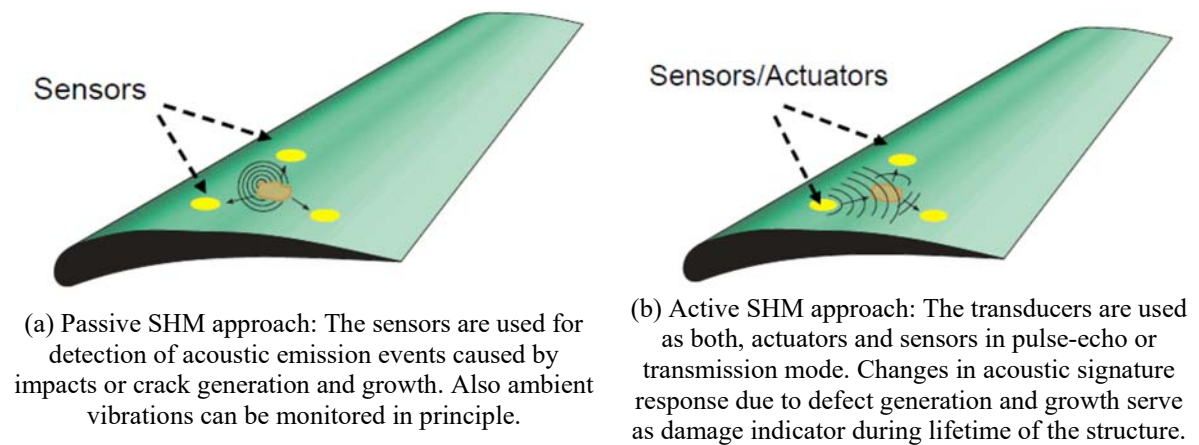 Sensors
Sensors/Actuators
(a) Passive SHM approach: The sensors are used for
detection of acoustic emission events caused by
impacts or crack generation and growth. Also ambient
vibrations can be monitored in principle.
(b) Active SHM approach: The transducers are used
as both, actuators and sensors in pulse-echo or
transmission mode. Changes in acoustic signature
response due to defect generation and growth serve
as damage indicator during lifetime of the structure.